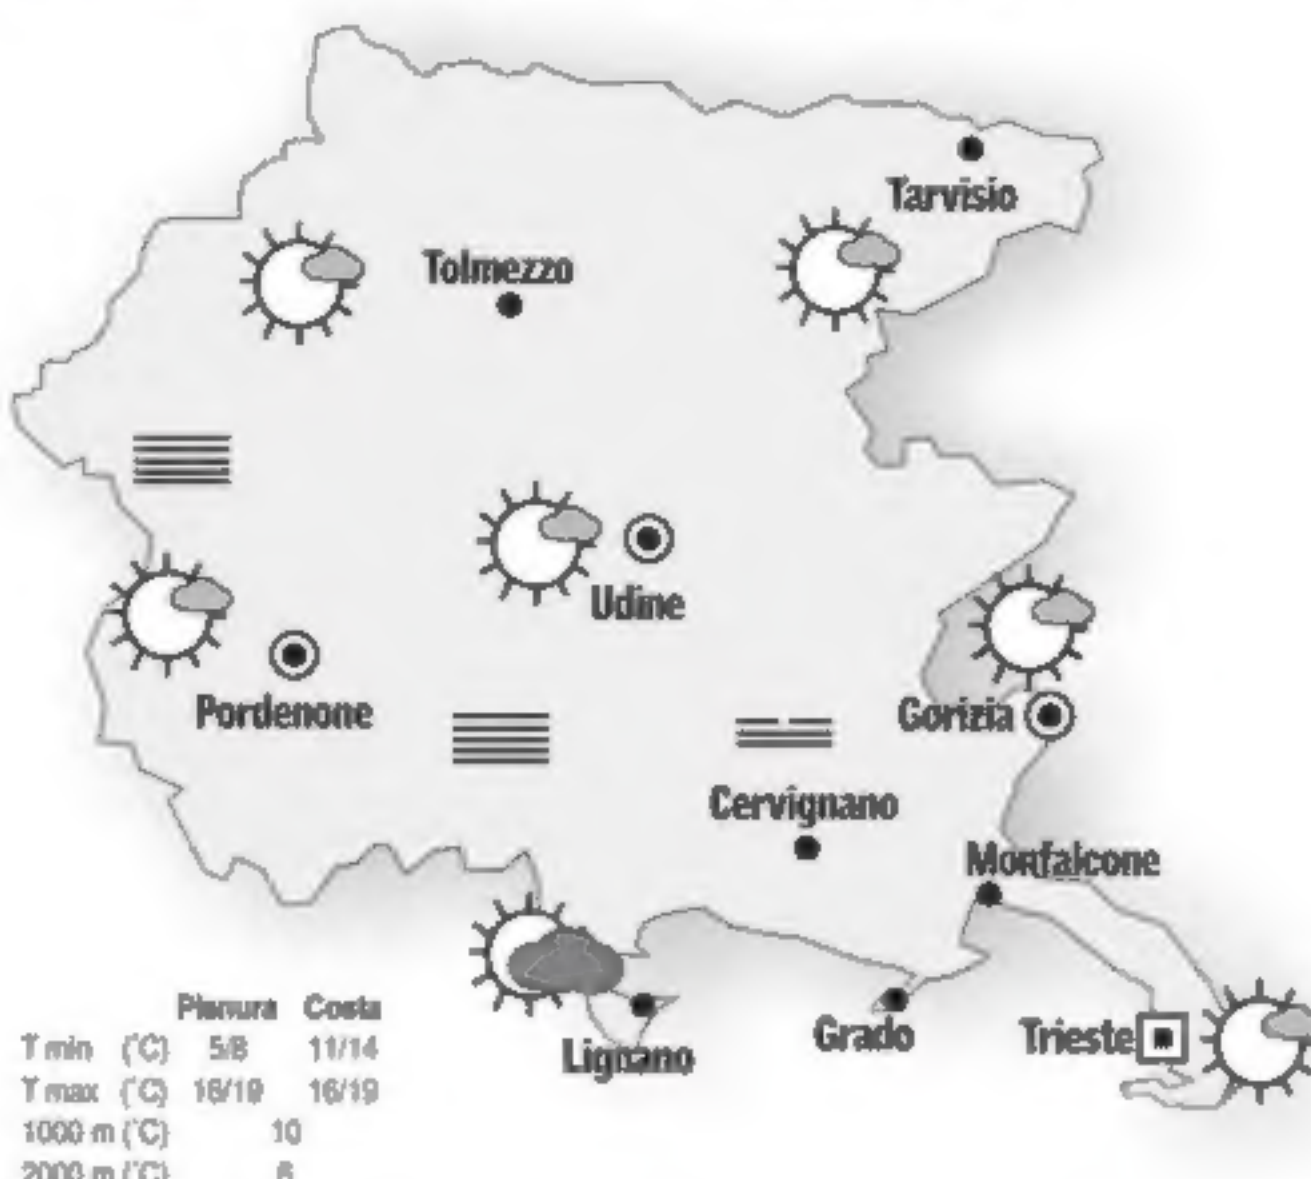 Tarvisio
Tolmezzo
Udine
Pordenone
Gorizia
Cervignano
Monfalcone
Lignano
Grado
Trieste
Pianura Costa
T min (°C) 5/8 11/14
T max (°C) 16/19 16/19
1000 m (°C) 10
2000 m (°C)